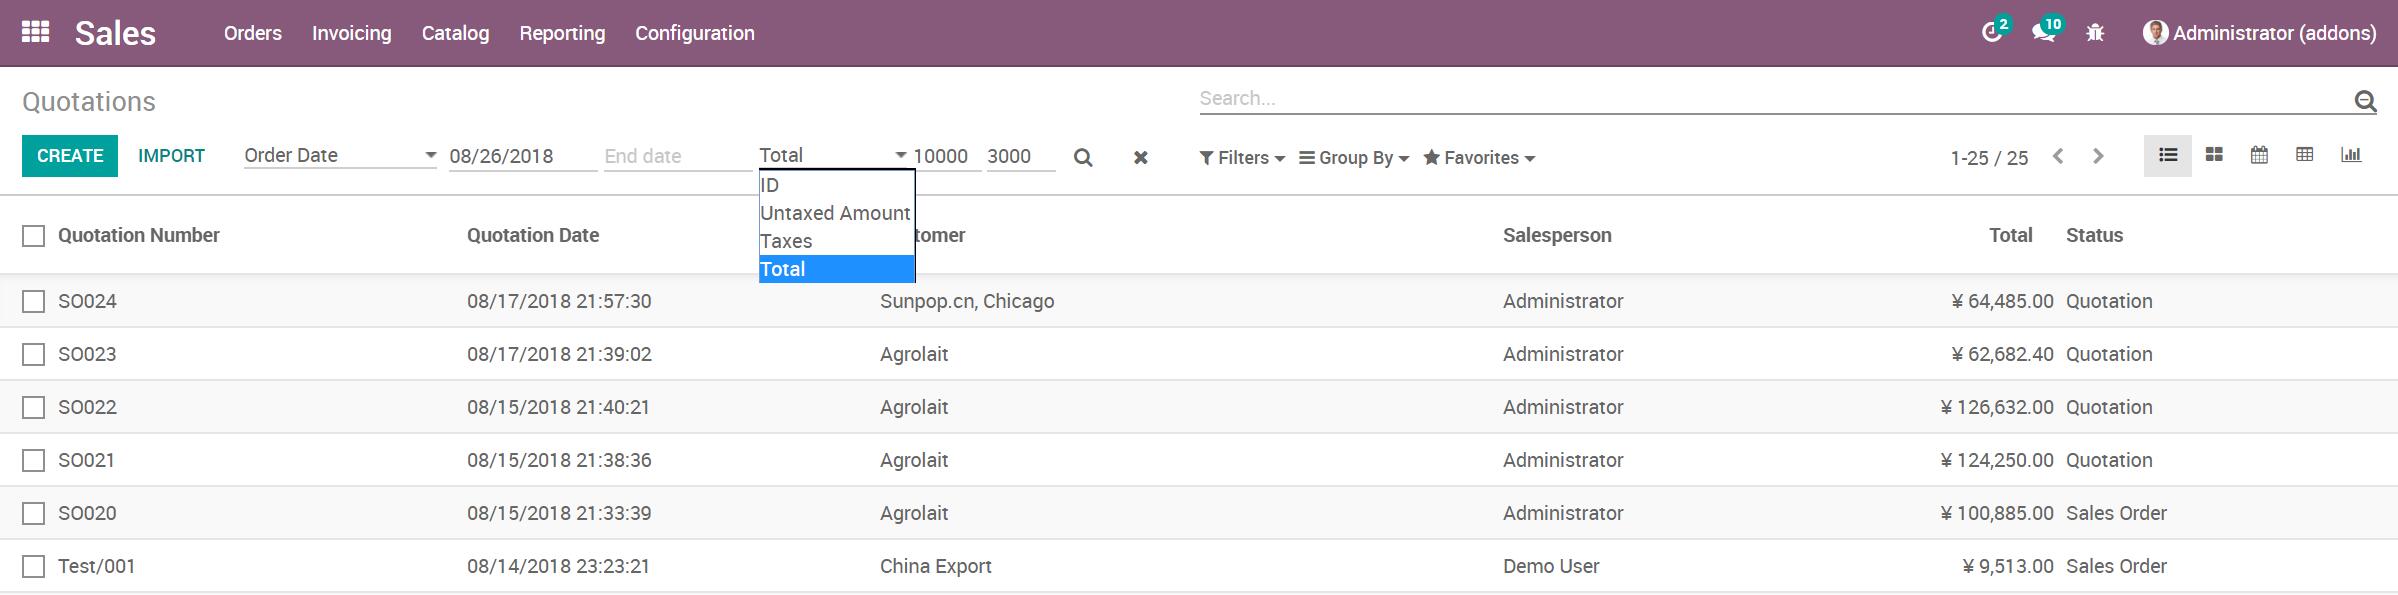 Sales Orders Invoicing Catalog Reporting Configuration 2 10 Administrator (addons)
Quotations Search...
CREATE IMPORT Order Date 08/26/2018 End date Total 10000 3000 Filters Group By Favorites 1-25 / 25
ID
Untaxed Amount
Taxes
Total
Quotation Number Quotation Date tomer Salesperson Total Status
SO024 08/17/2018 21:57:30 Sunpop.cn, Chicago Administrator ¥ 64,485.00 Quotation
SO023 08/17/2018 21:39:02 Agrolait Administrator ¥ 62,682.40 Quotation
SO022 08/15/2018 21:40:21 Agrolait Administrator ¥ 126,632.00 Quotation
SO021 08/15/2018 21:38:36 Agrolait Administrator ¥ 124,250.00 Quotation
SO020 08/15/2018 21:33:39 Agrolait Administrator ¥ 100,885.00 Sales Order
Test/001 08/14/2018 23:23:21 China Export Demo User ¥ 9,513.00 Sales Order